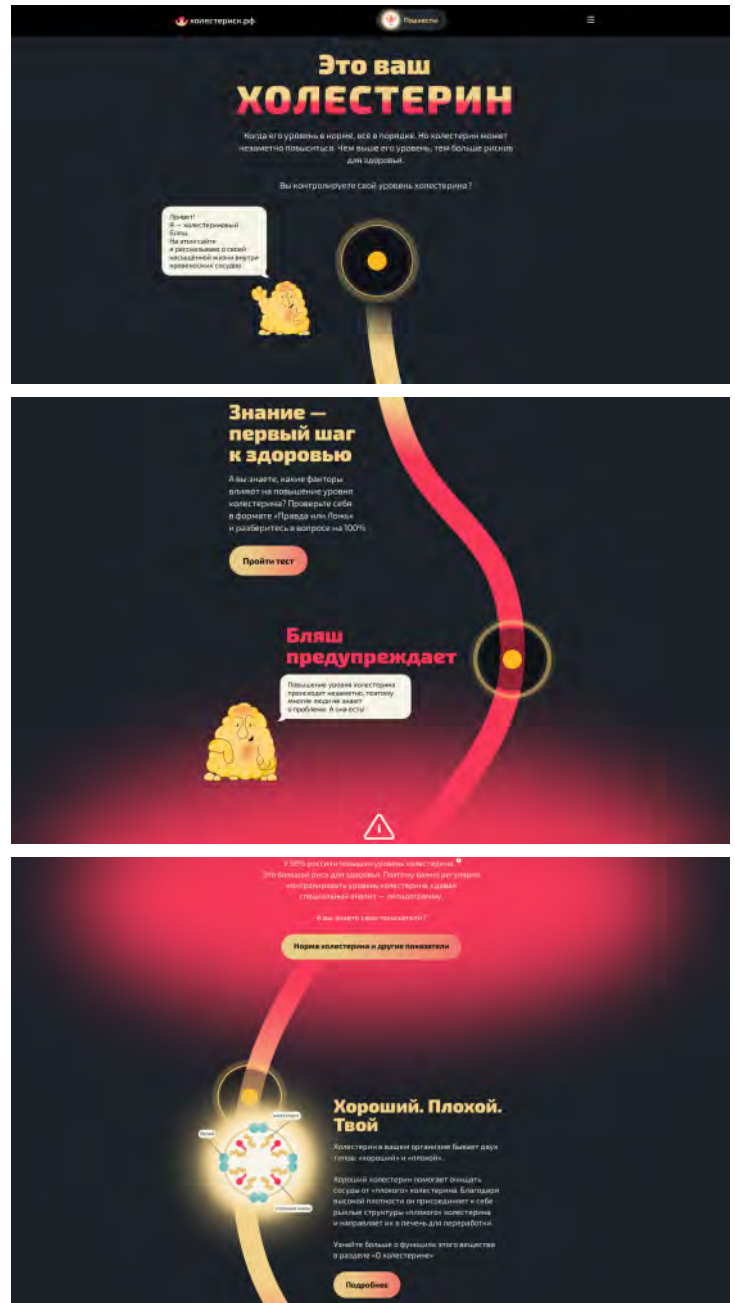 холестериск.рф
Подкасты
Это ваш
ХОЛЕСТЕРИН
Когда его уровень в норме, всё в порядке. Но холестерин может
незаметно повыситься. Чем выше его уровень, тем больше рисков
для здоровья.
Вы контролируете свой уровень холестерина?
Привет!
Я — холестериновый
Бляш.
На этом сайте
я рассказываю о своей
насыщенной жизни внутри
кровеносных сосудов.
Знание —
первый шаг
к здоровью
А вы знаете, какие факторы
влияют на повышение уровня
холестерина? Проверьте себя
в формате «Правда или Ложь»
и разберитесь в вопросе на 100%
Пройти тест
Бляш
предупреждает
Повышение уровня холестерина
происходит незаметно, поэтому
многие люди не знают
о проблеме. А она есть!
У 58% россиян повышен уровень холестерина.
Это большой риск для здоровья. Поэтому важно регулярно
контролировать уровень холестерина, сдавая
специальный анализ — липидограмму.
А вы знаете свои показатели?
Норма холестерина и другие показатели
Хороший. Плохой.
Твой
Холестерин в вашем организме бывает двух
типов: «хороший» и «плохой».
Хороший холестерин помогает очищать
сосуды от «плохого» холестерина. Благодаря
высокой плотности он присоединяет к себе
рыхлые структуры «плохого» холестерина
и направляет их в печень для переработки.
Узнайте больше о функциях этого вещества
в разделе «О холестерине»
Подробнее